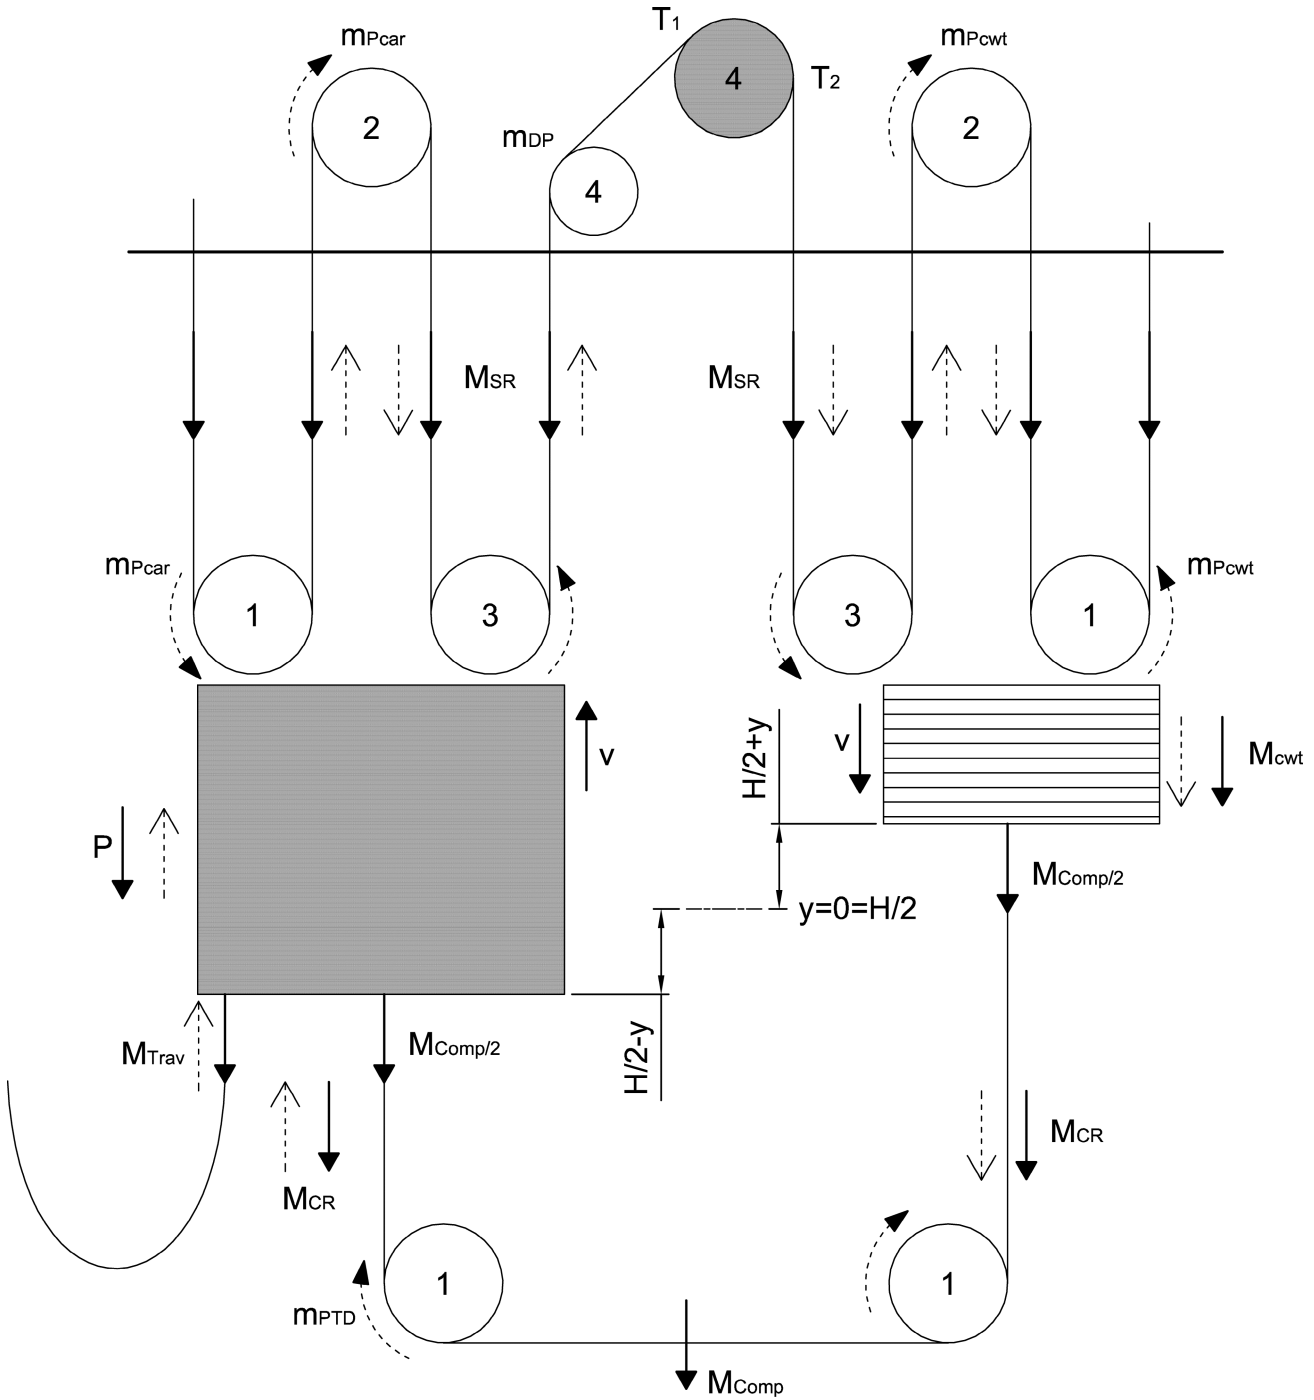 T1
mPcar
mPcwt
2
4
T2
2
mDP
4
MSR
MSR
mPcar
mPcwt
1
3
3
1
H/2+y
v
v
Mcwt
P
MComp/2
y=0=H/2
MTrav
MComp/2
H/2-y
MCR
MCR
1
1
mPTD
MComp